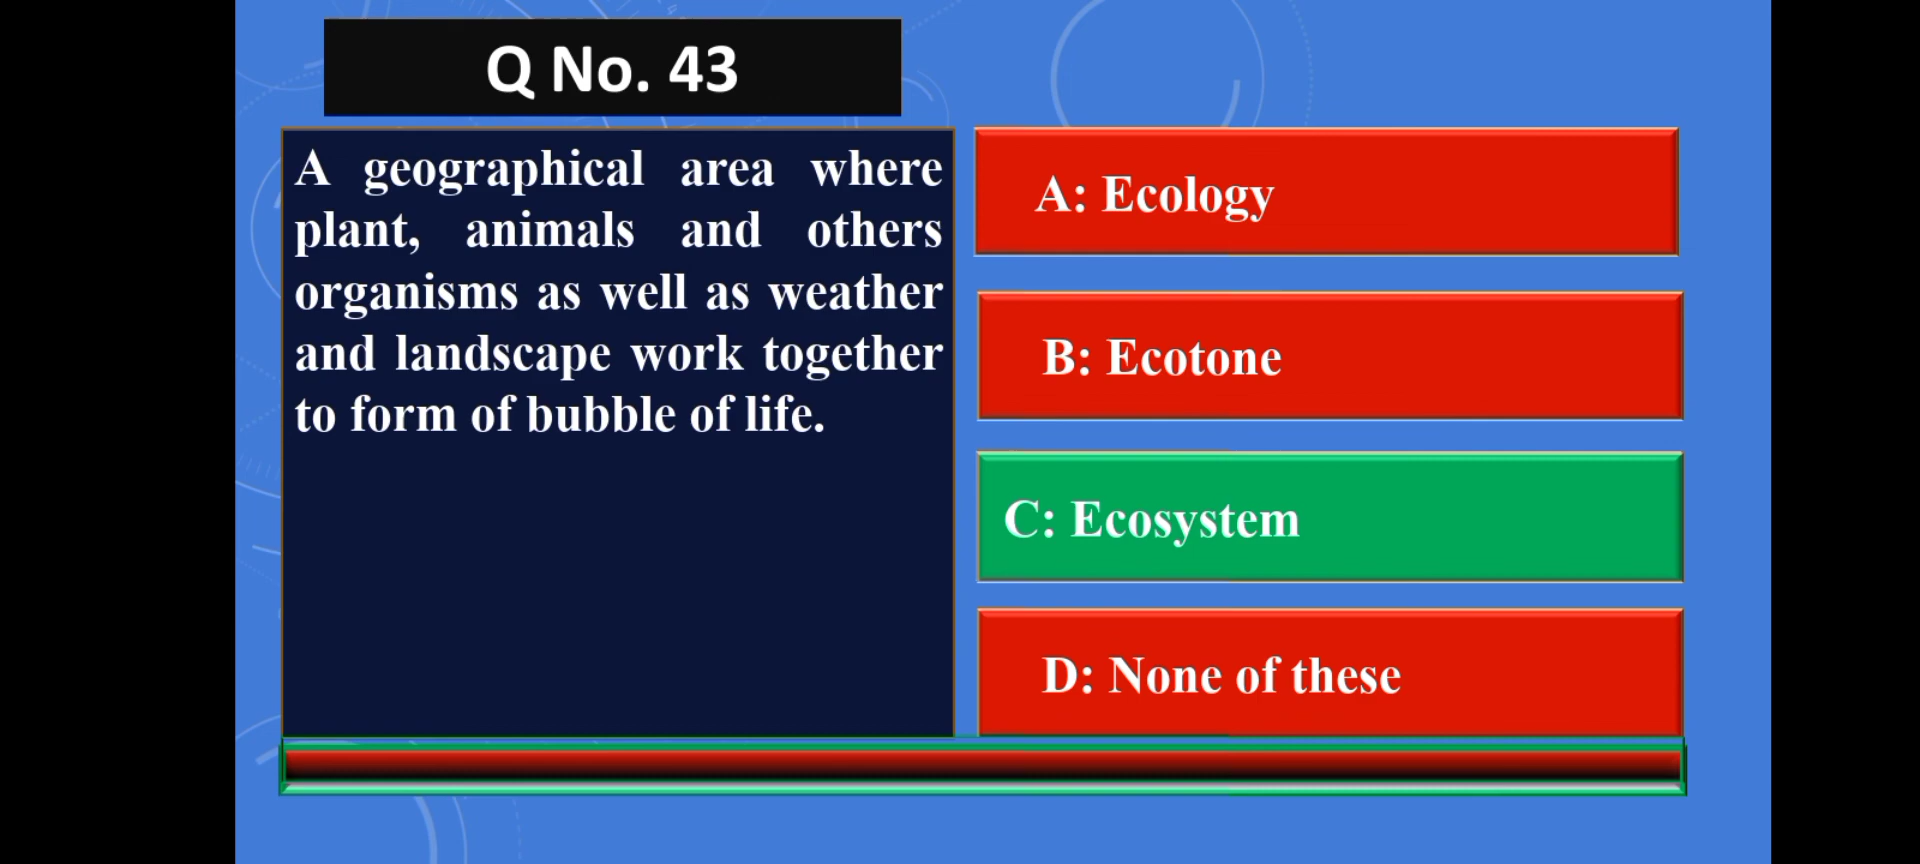 Q No. 43
A geographical area where
plant, animals and others
organisms as well as weather
and landscape work together
to form of bubble of life.
A: Ecology
B: Ecotone
C: Ecosystem
D: None of these